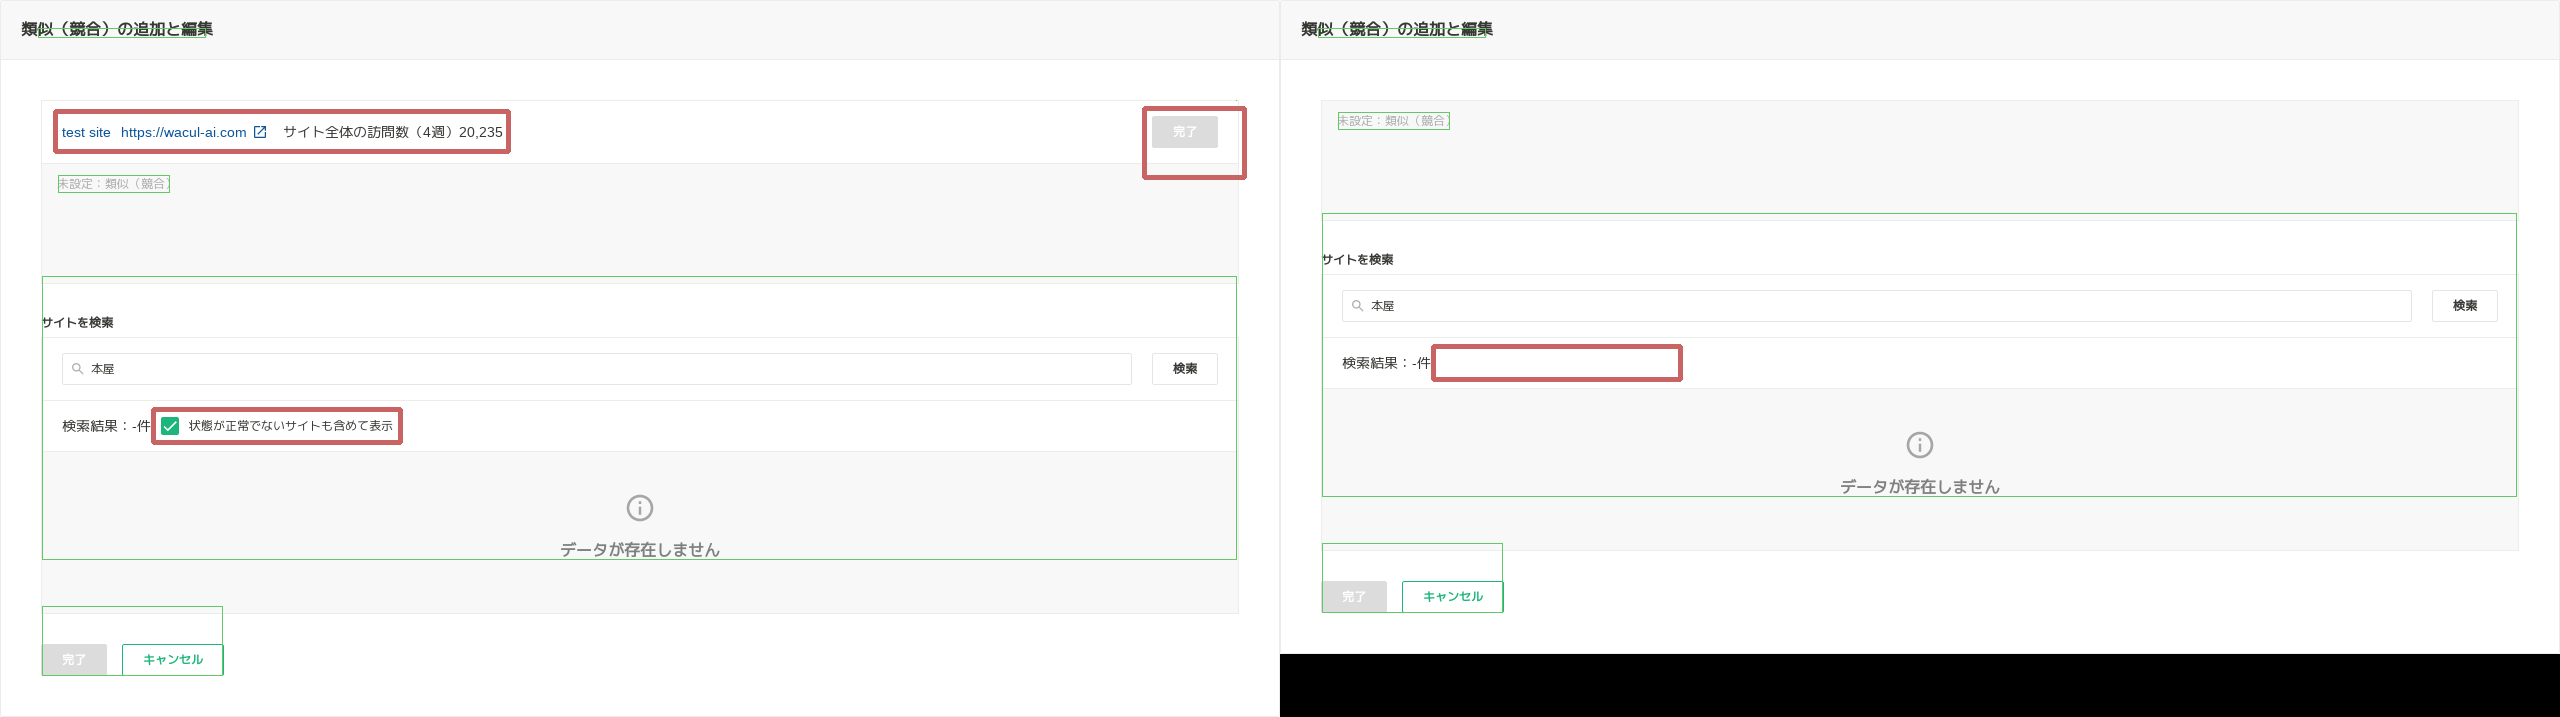 類似（競合）の追加と編集
test site https://wacul-ai.com サイト全体の訪問数（4週）20,235
完了
未設定：類似（競合）
サイトを検索
本屋
検索
検索結果：-件
状態が正常でないサイトも含めて表示
データが存在しません
完了
キャンセル
類似（競合）の追加と編集
未設定：類似（競合）
サイトを検索
本屋
検索
検索結果：-件
データが存在しません
完了
キャンセル